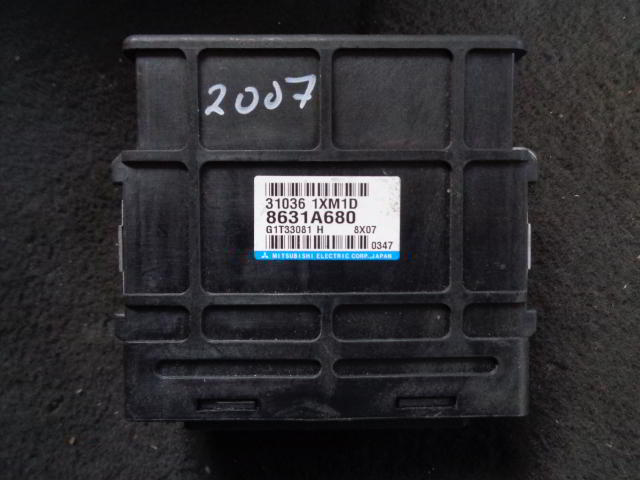 2007
31036 1XM1D
8631A680
G1T33081 H 8X07
0347
MITSUBISHI ELECTRIC CORP.,JAPAN